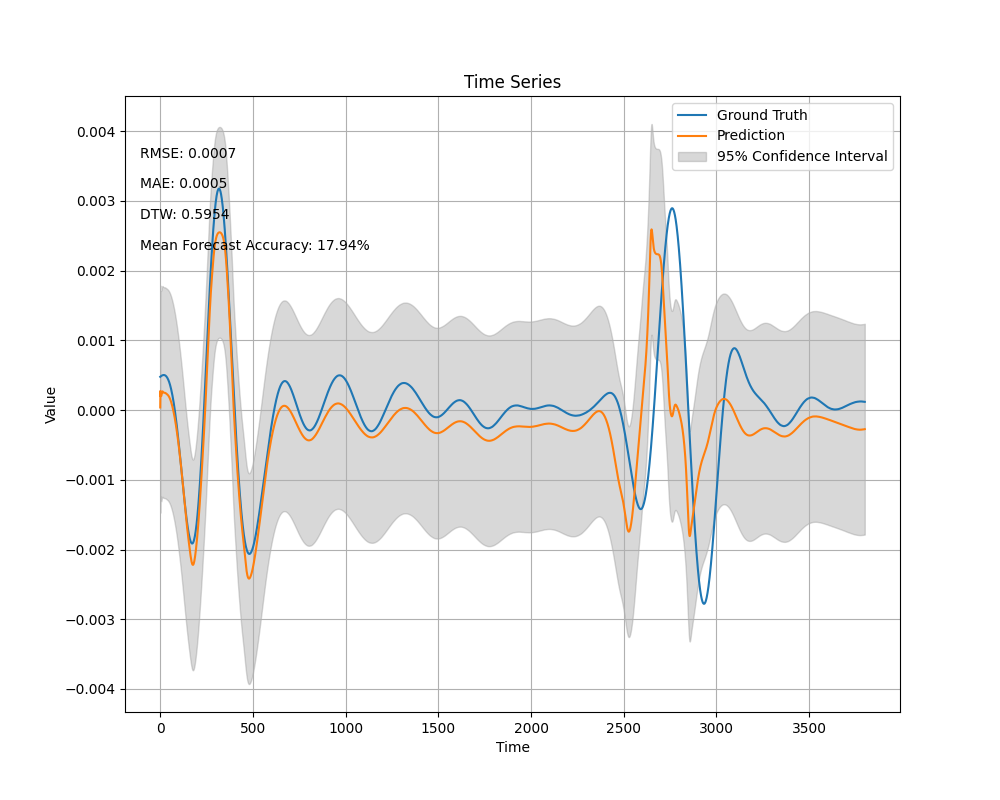 Time Series
Ground Truth
Prediction
95% Confidence Interval
RMSE: 0.0007
MAE: 0.0005
DTW: 0.5954
Mean Forecast Accuracy: 17.94%
Value
0.004
0.003
0.002
0.001
0.000
−0.001
−0.002
−0.003
−0.004
0 500 1000 1500 2000 2500 3000 3500
Time